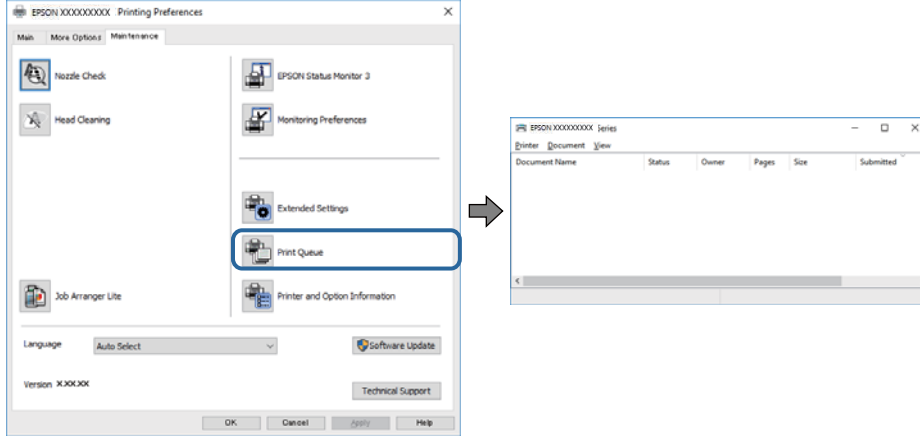 EPSON XXXXXXXXX Printing Preferences
Main More Options Maintenance
Nozzle Check
EPSON Status Monitor 3
Head Cleaning
Monitoring Preferences
Extended Settings
Print Queue
Job Arranger Lite
Printer and Option Information
Language Auto Select
Software Update
Version X.XX.XX
Technical Support
OK Cancel Apply Help
EPSON XXXXXXXXX Series
Printer Document View
Document Name Status Owner Pages Size Submitted